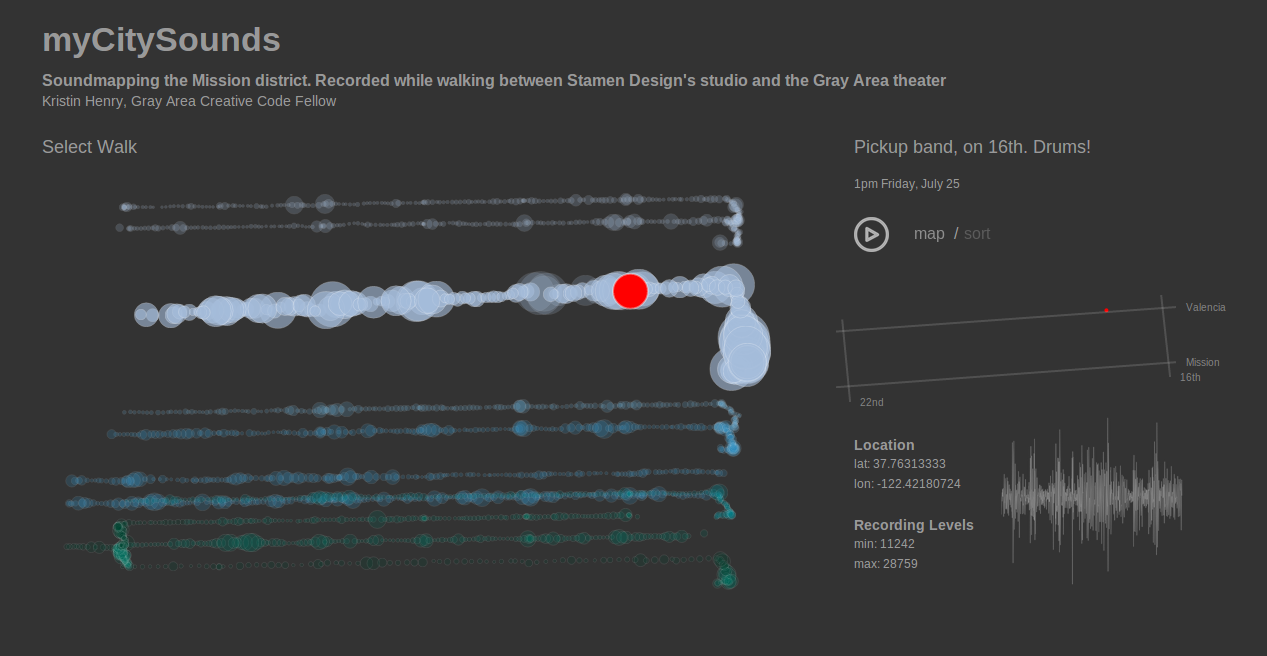 myCitySounds
Soundmapping the Mission district. Recorded while walking between Stamen Design's studio and the Gray Area theater
Kristin Henry, Gray Area Creative Code Fellow
Select Walk
Pickup band, on 16th. Drums!
1pm Friday, July 25
map / sort
Valencia
Mission
16th
22nd
Location
lat: 37.76313333
lon: -122.42180724
Recording Levels
min: 11242
max: 28759